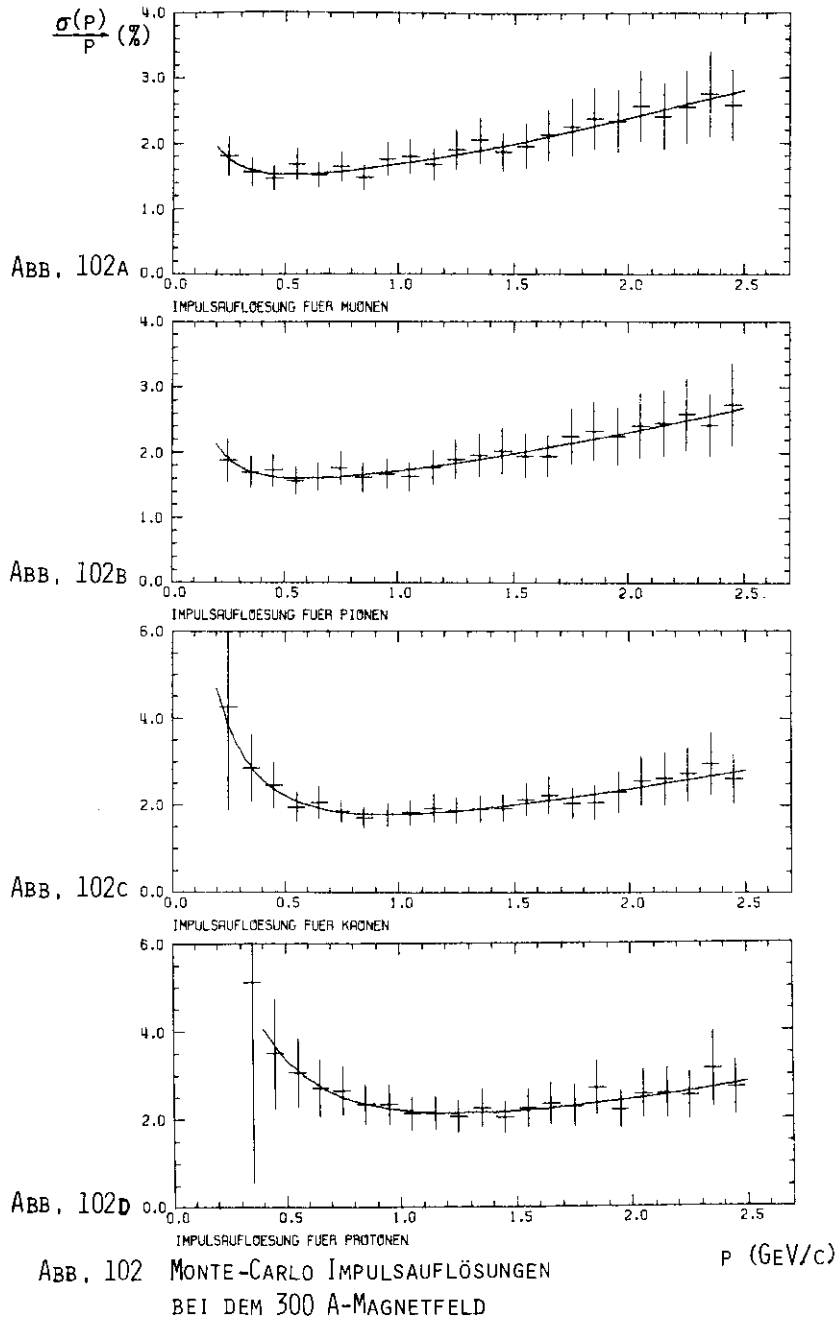 σ(P)/P (%)
4.0
3.0
2.0
1.0
0.0
ABB. 102A
0.0 0.5 1.0 1.5 2.0 2.5
IMPULSAUFLOESUNG FUER MUONEN
4.0
3.0
2.0
1.0
0.0
ABB. 102B
0.0 0.5 1.0 1.5 2.0 2.5
IMPULSAUFLOESUNG FUER PIONEN
6.0
4.0
2.0
0.0
ABB. 102C
0.0 0.5 1.0 1.5 2.0 2.5
IMPULSAUFLOESUNG FUER KAONEN
6.0
4.0
2.0
0.0
ABB. 102D
0.0 0.5 1.0 1.5 2.0 2.5
IMPULSAUFLOESUNG FUER PROTONEN
P (GEV/C)
ABB. 102 MONTE-CARLO IMPULSAUFLÖSUNGEN
BEI DEM 300 A-MAGNETFELD